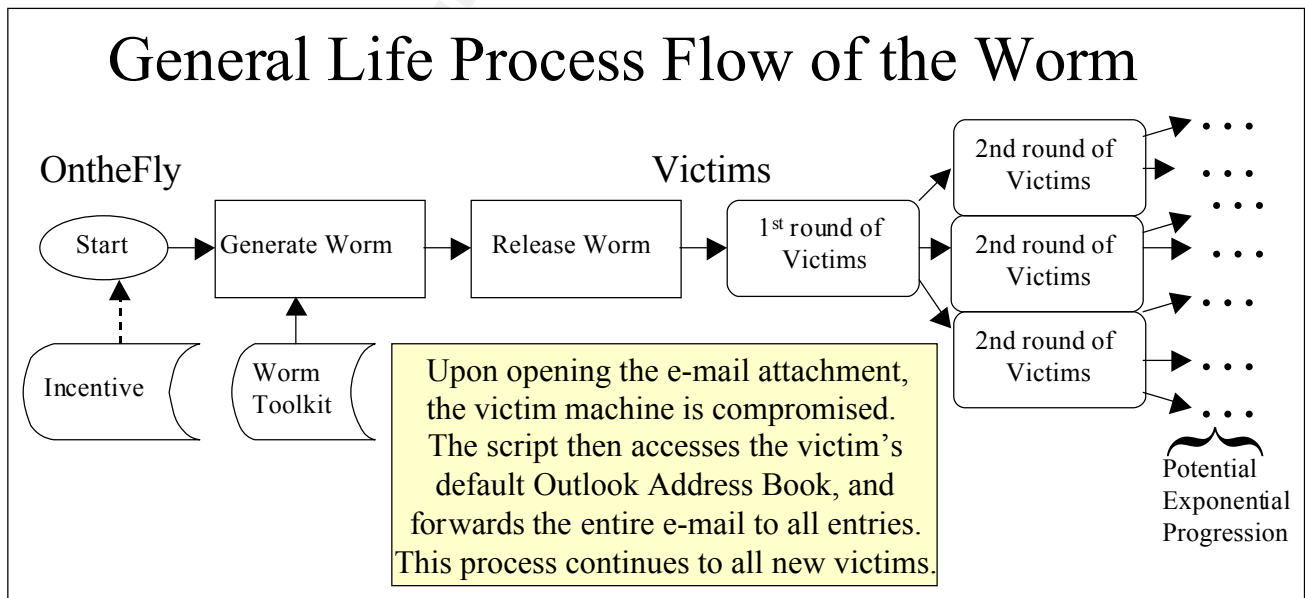 General Life Process Flow of the Worm
OntheFly
Victims
Start
Generate Worm
Release Worm
1st round of
Victims
2nd round of
Victims
2nd round of
Victims
2nd round of
Victims
. . .
. . .
. . .
. . .
. . .
. . .
. . .
Incentive
Worm
Toolkit
Upon opening the e-mail attachment,
the victim machine is compromised.
The script then accesses the victim’s
default Outlook Address Book, and
forwards the entire e-mail to all entries.
This process continues to all new victims.
Potential
Exponential
Progression